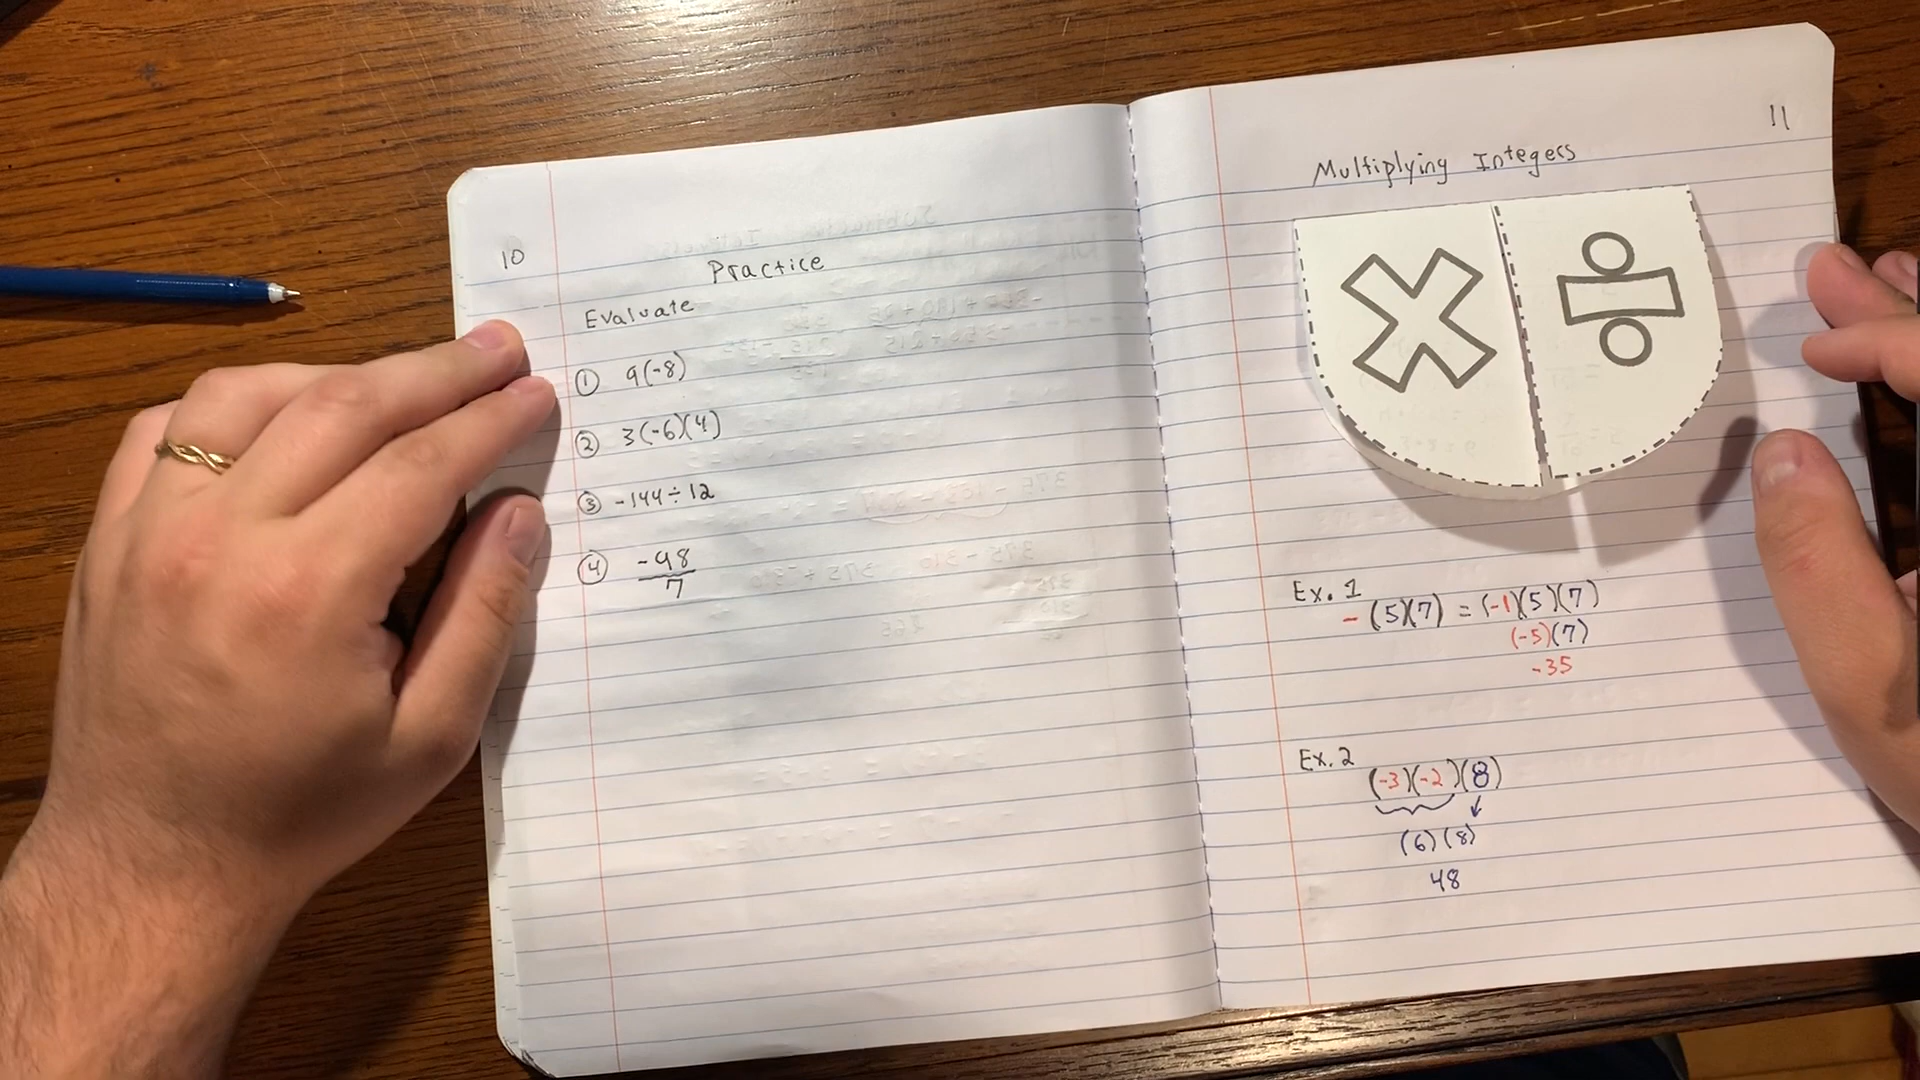 10
Practice
Evaluate
① 9(-8)
② 3(-6)(4)
③ -144÷12
④ -98
7
11
Multiplying Integers
× ÷
Ex. 1
- (5)(7) = (-1)(5)(7)
(-5)(7)
-35
Ex. 2
(-3)(-2)(8)
(6)(8)
48